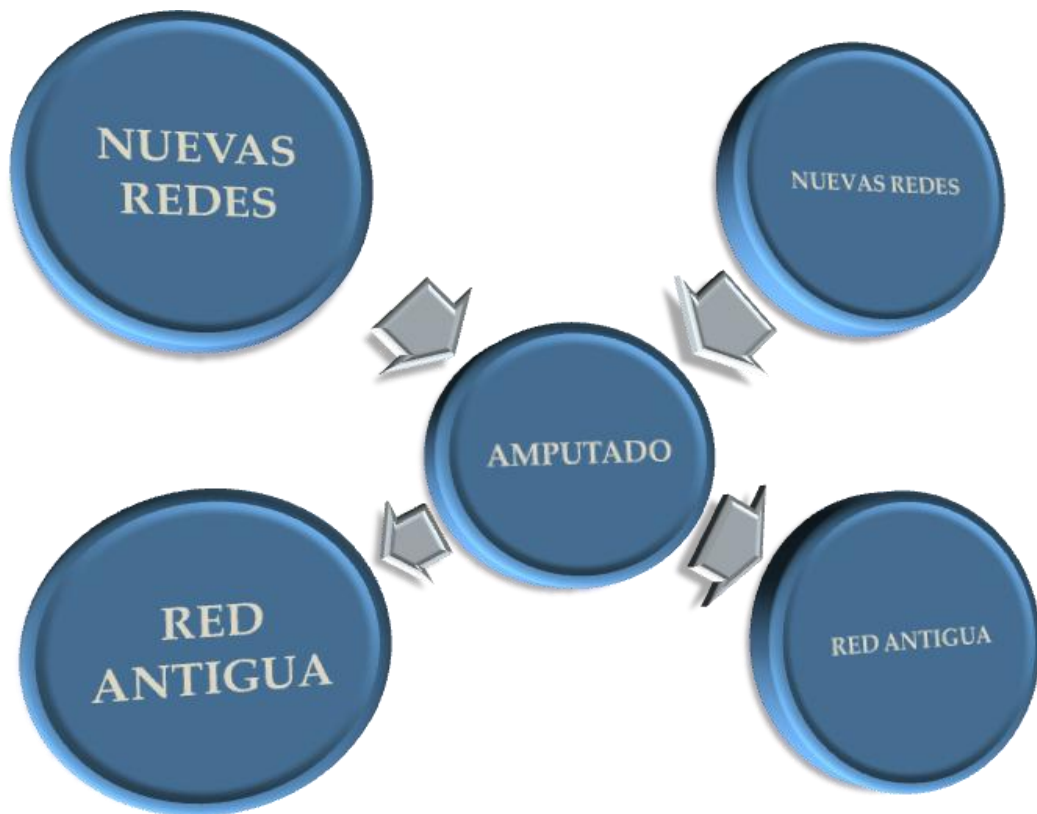 NUEVAS
REDES
NUEVAS REDES
AMPUTADO
RED
ANTIGUA
RED ANTIGUA